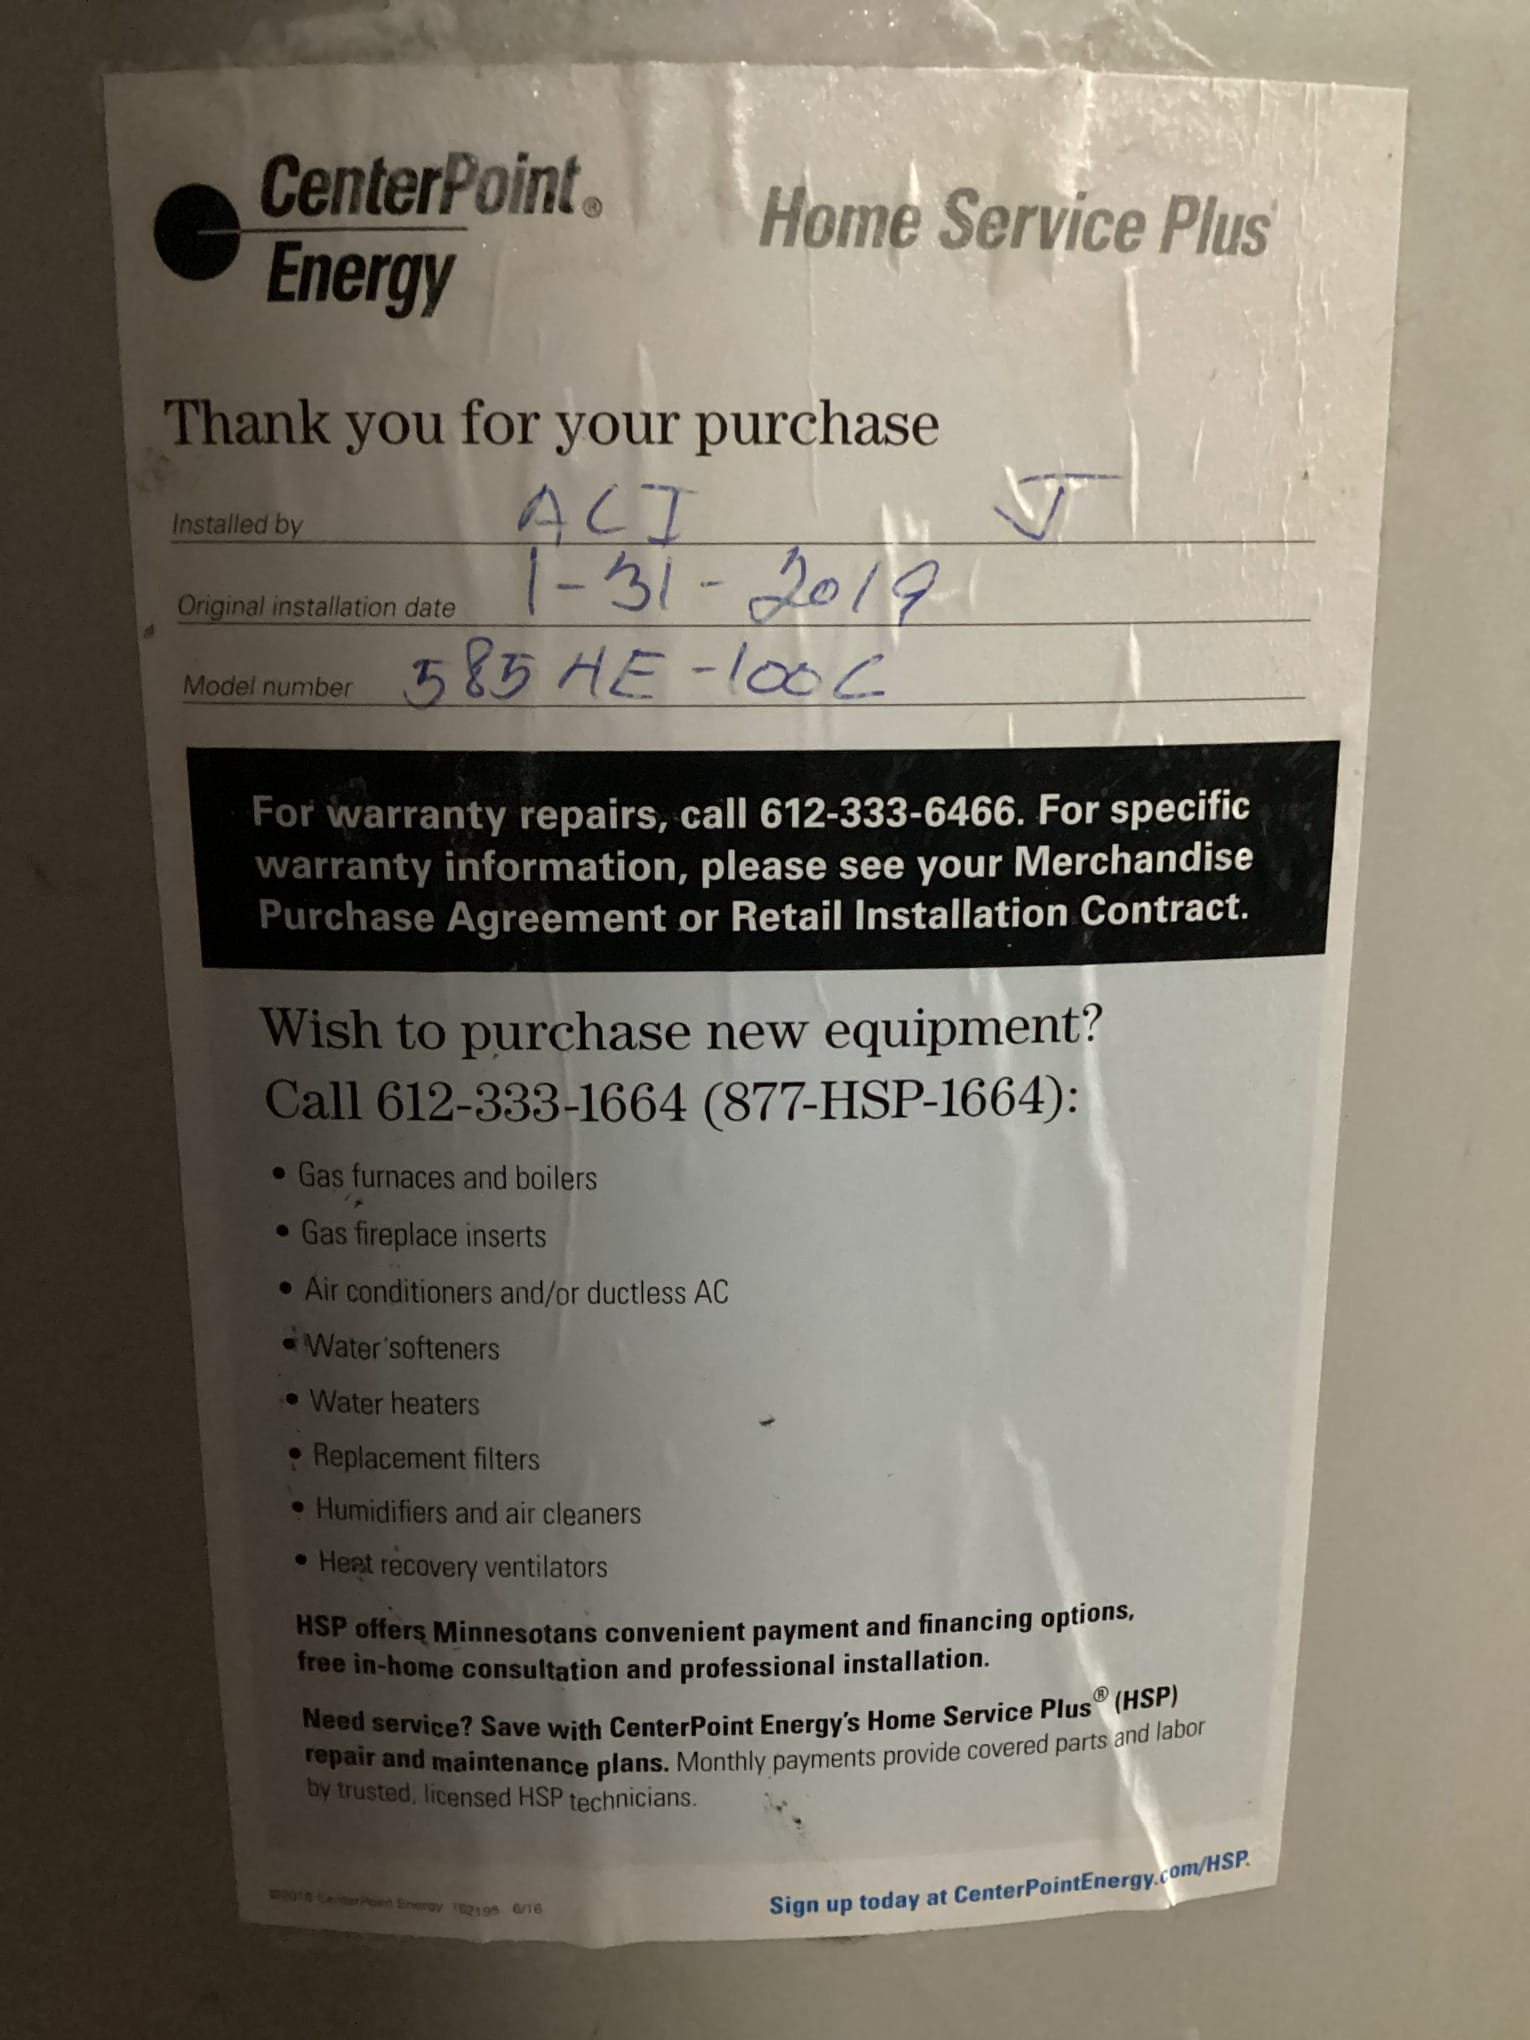 CenterPoint®
Energy
Home Service Plus®
Thank you for your purchase
Installed by ACI J
Original installation date 1-31-2019
Model number 585HE-100C
For warranty repairs, call 612-333-6466. For specific
warranty information, please see your Merchandise
Purchase Agreement or Retail Installation Contract.
Wish to purchase new equipment?
Call 612-333-1664 (877-HSP-1664):
• Gas furnaces and boilers
• Gas fireplace inserts
• Air conditioners and/or ductless AC
• Water softeners
• Water heaters
• Replacement filters
• Humidifiers and air cleaners
• Heat recovery ventilators
HSP offers Minnesotans convenient payment and financing options,
free in-home consultation and professional installation.
Need service? Save with CenterPoint Energy's Home Service Plus® (HSP)
repair and maintenance plans. Monthly payments provide covered parts and labor
by trusted, licensed HSP technicians.
©2016 CenterPoint Energy 162195 6/16
Sign up today at CenterPointEnergy.com/HSP.